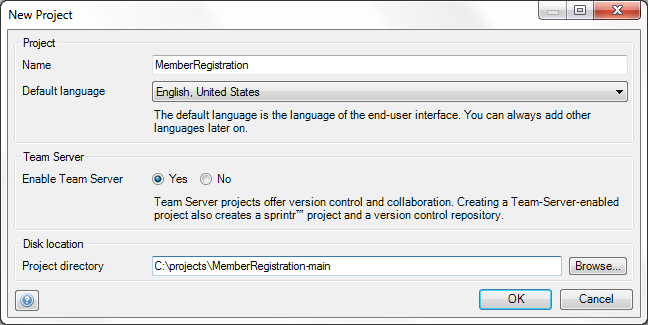 New Project
Project
Name MemberRegistration
Default language English, United States
The default language is the language of the end-user interface. You can always add other
languages later on.
Team Server
Enable Team Server Yes No
Team Server projects offer version control and collaboration. Creating a Team-Server-enabled
project also creates a sprintr™ project and a version control repository.
Disk location
Project directory C:\projects\MemberRegistration-main Browse...
? OK Cancel